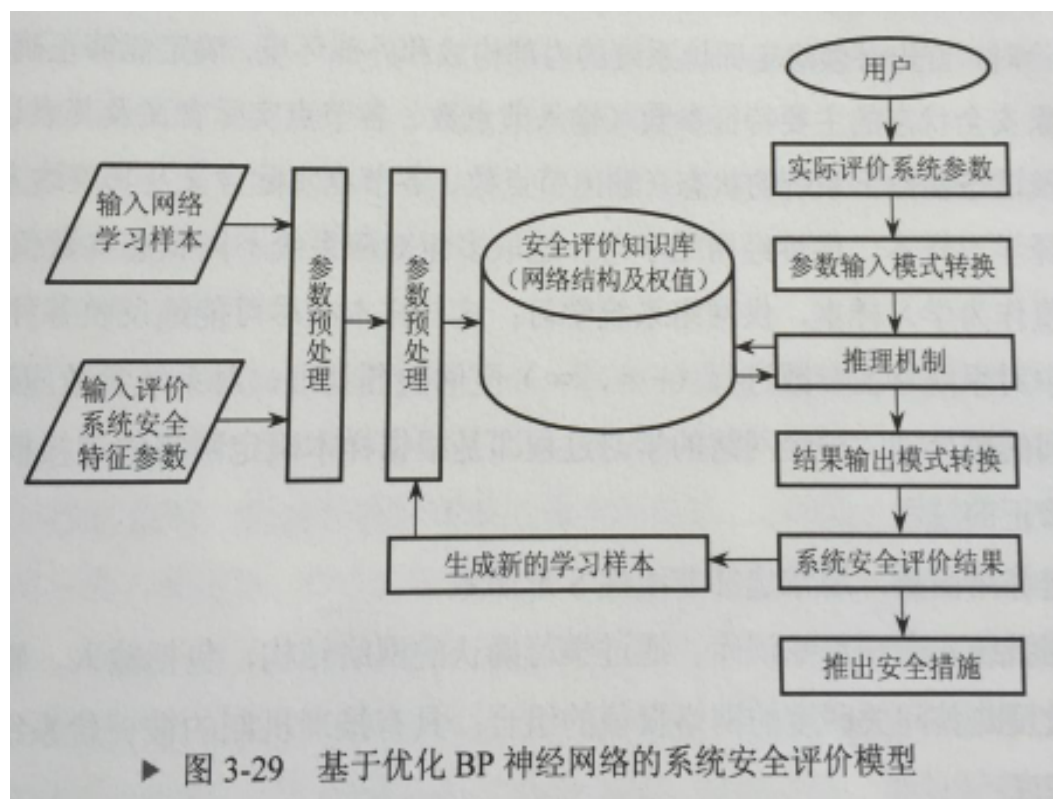 用户
实际评价系统参数
参数输入模式转换
推理机制
结果输出模式转换
系统安全评价结果
推出安全措施
输入网络
学习样本
输入评价
系统安全
特征参数
参数预处理
参数预处理
安全评价知识库
（网络结构及权值）
生成新的学习样本
▶ 图 3-29 基于优化 BP 神经网络的系统安全评价模型